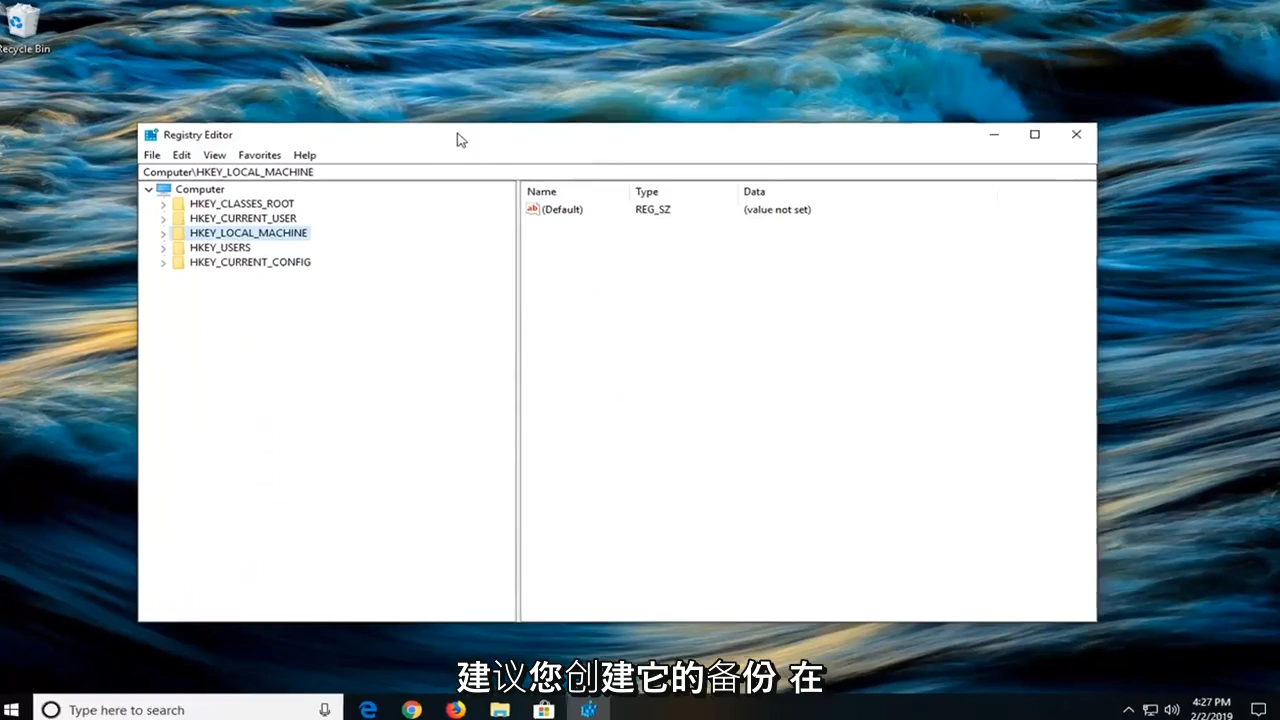 Recycle Bin
Registry Editor
File Edit View Favorites Help
Computer\HKEY_LOCAL_MACHINE
Computer
HKEY_CLASSES_ROOT
HKEY_CURRENT_USER
HKEY_LOCAL_MACHINE
HKEY_USERS
HKEY_CURRENT_CONFIG
Name Type Data
ab (Default) REG_SZ (value not set)
建议您创建它的备份 在
Type here to search
4:27 PM
2/2/2019